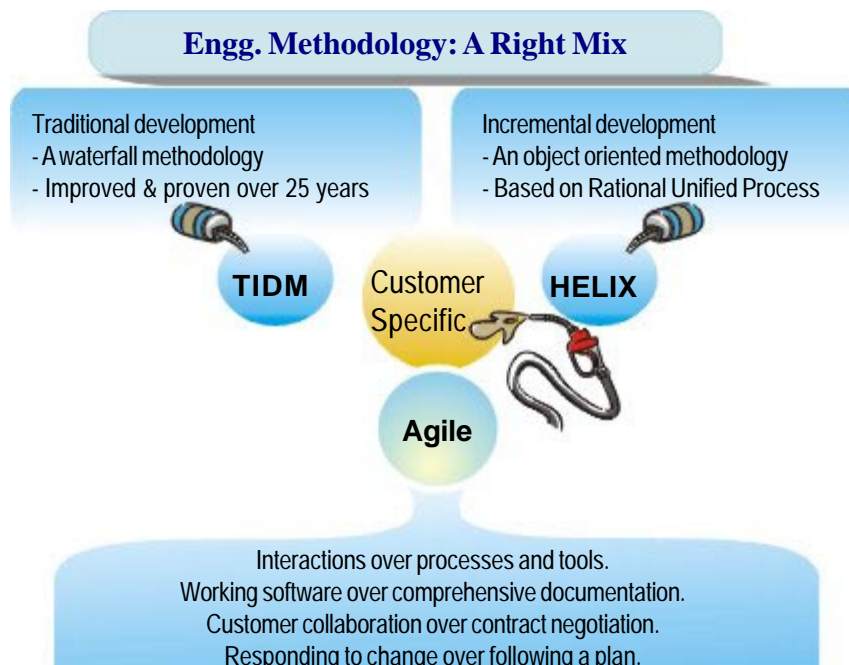 Engg. Methodology: A Right Mix
Traditional development
- A waterfall methodology
- Improved & proven over 25 years
Incremental development
- An object oriented methodology
- Based on Rational Unified Process
TIDM
Customer
Specific
HELIX
Agile
Interactions over processes and tools.
Working software over comprehensive documentation.
Customer collaboration over contract negotiation.
Responding to change over following a plan.